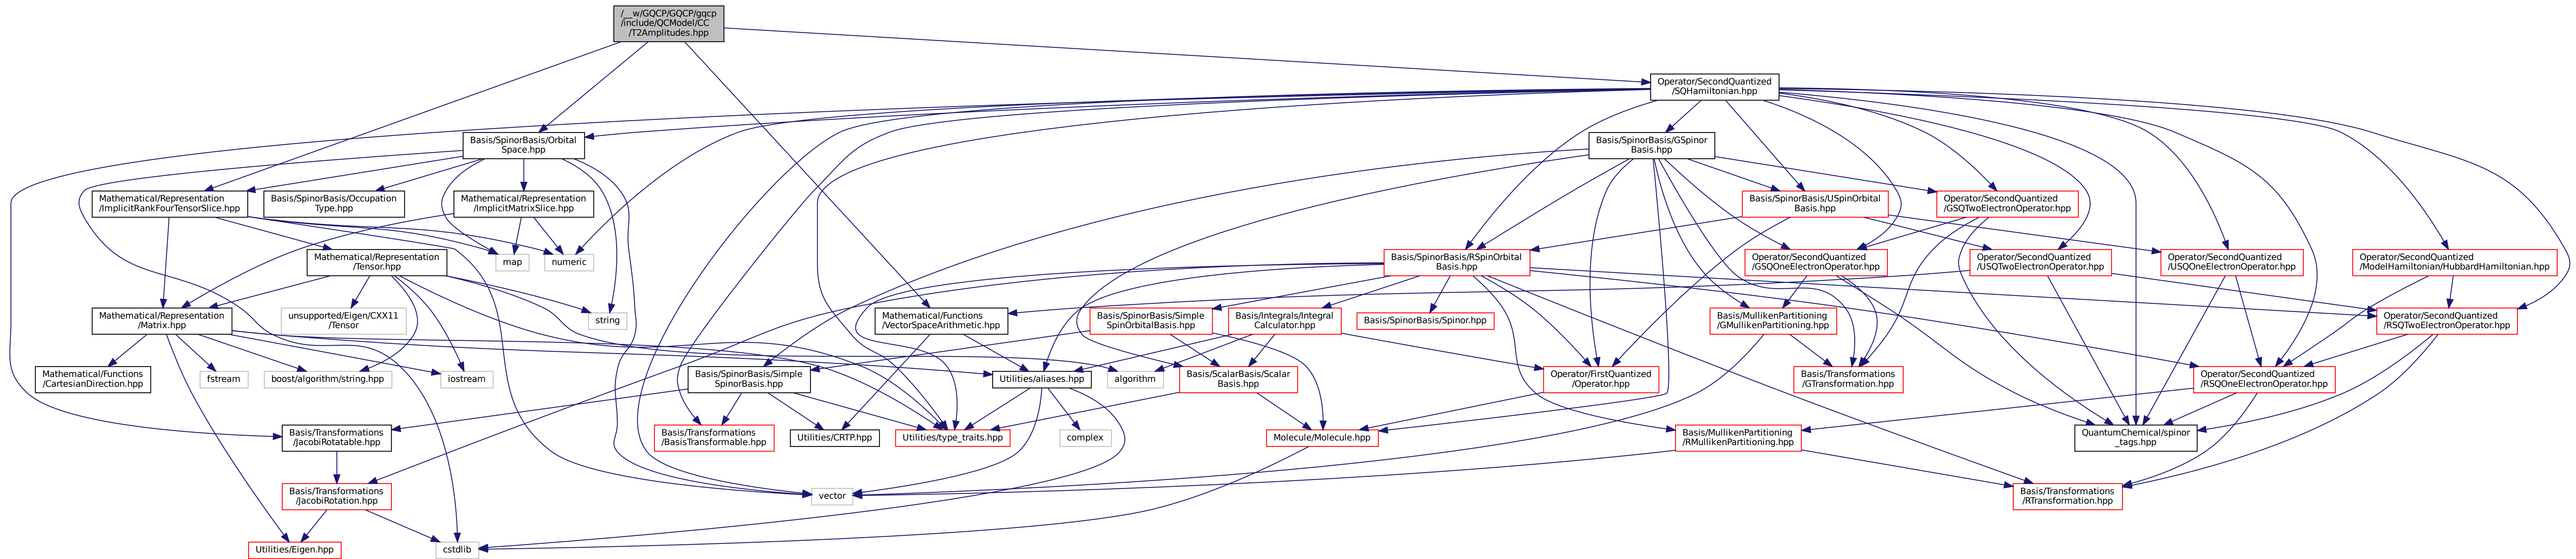 /__w/GQCP/GQCP/gqcp
/include/QCModel/CC
/T2Amplitudes.hpp
Operator/SecondQuantized
/SQHamiltonian.hpp
Basis/SpinorBasis/Orbital
Space.hpp
Basis/SpinorBasis/GSpinor
Basis.hpp
Mathematical/Representation
/ImplicitRankFourTensorSlice.hpp
Basis/SpinorBasis/Occupation
Type.hpp
Mathematical/Representation
/ImplicitMatrixSlice.hpp
Basis/SpinorBasis/USpinOrbital
Basis.hpp
Operator/SecondQuantized
/GSQTwoElectronOperator.hpp
Mathematical/Representation
/Tensor.hpp
map
numeric
Basis/SpinorBasis/RSpinOrbital
Basis.hpp
Operator/SecondQuantized
/GSQOneElectronOperator.hpp
Operator/SecondQuantized
/USQTwoElectronOperator.hpp
Operator/SecondQuantized
/USQOneElectronOperator.hpp
Operator/SecondQuantized
/ModelHamiltonian/HubbardHamiltonian.hpp
Mathematical/Representation
/Matrix.hpp
unsupported/Eigen/CXX11
/Tensor
string
Mathematical/Functions
/VectorSpaceArithmetic.hpp
Basis/SpinorBasis/Simple
SpinOrbitalBasis.hpp
Basis/Integrals/Integral
Calculator.hpp
Basis/SpinorBasis/Spinor.hpp
Basis/MullikenPartitioning
/GMullikenPartitioning.hpp
Operator/SecondQuantized
/RSQTwoElectronOperator.hpp
Mathematical/Functions
/CartesianDirection.hpp
fstream
boost/algorithm/string.hpp
iostream
Basis/SpinorBasis/Simple
SpinorBasis.hpp
Utilities/aliases.hpp
algorithm
Basis/ScalarBasis/Scalar
Basis.hpp
Operator/FirstQuantized
/Operator.hpp
Basis/Transformations
/GTransformation.hpp
Operator/SecondQuantized
/RSQOneElectronOperator.hpp
Basis/Transformations
/JacobiRotatable.hpp
Basis/Transformations
/BasisTransformable.hpp
Utilities/CRTP.hpp
Utilities/type_traits.hpp
complex
Molecule/Molecule.hpp
Basis/MullikenPartitioning
/RMullikenPartitioning.hpp
QuantumChemical/spinor
_tags.hpp
Basis/Transformations
/JacobiRotation.hpp
vector
Basis/Transformations
/RTransformation.hpp
Utilities/Eigen.hpp
cstdlib